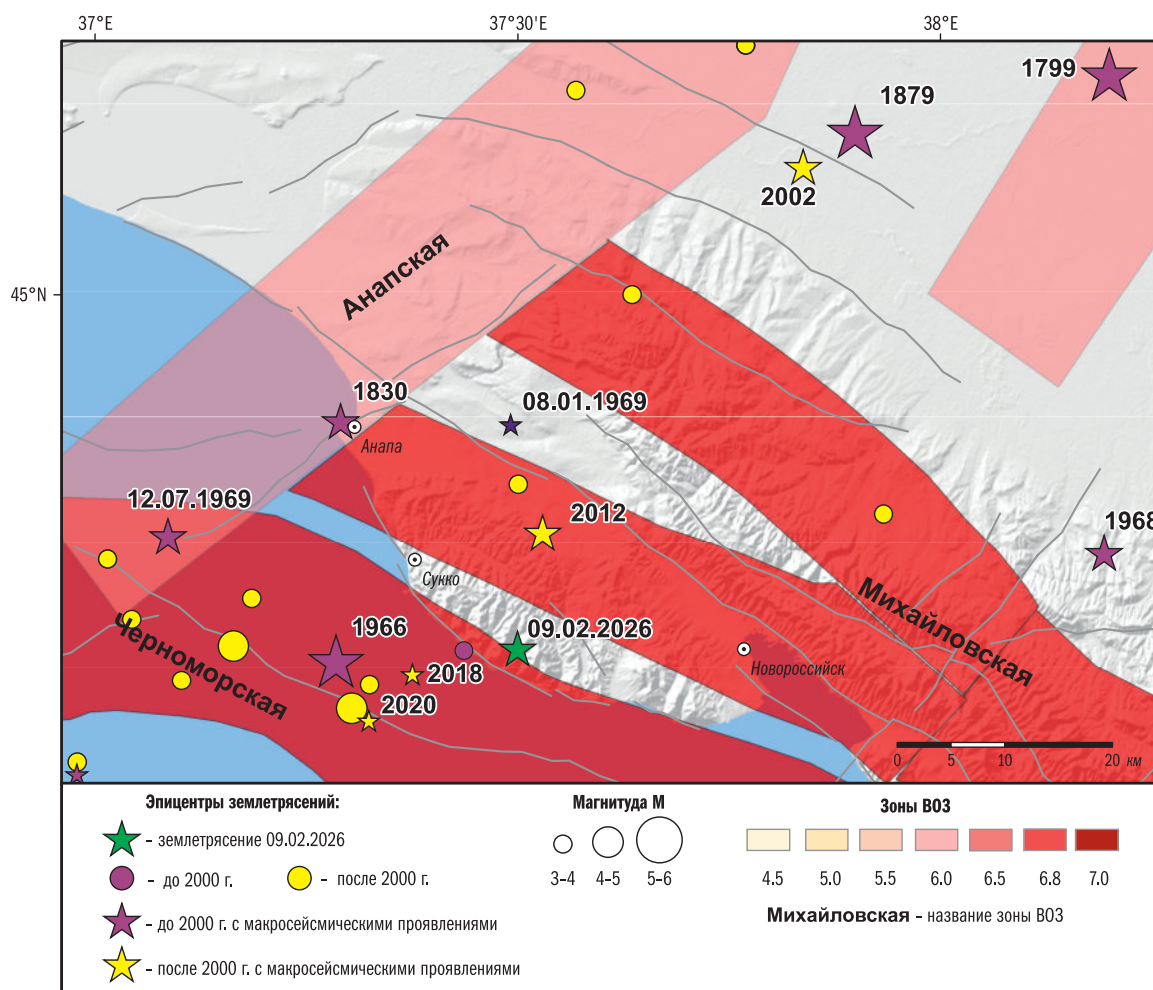 37°E
37°30'E
38°E
45°N
1799
1879
2002
Анапская
1830
Анапа
08.01.1969
12.07.1969
2012
1968
Сукко
Михайловская
Черноморская
1966
09.02.2026
Новороссийск
2018
2020
0 5 10 20 км
Эпицентры землетрясений:
- землетрясение 09.02.2026
- до 2000 г.
- после 2000 г.
- до 2000 г. с макросейсмическими проявлениями
- после 2000 г. с макросейсмическими проявлениями
Магнитуда М
3–4 4–5 5–6
Зоны ВОЗ
4.5 5.0 5.5 6.0 6.5 6.8 7.0
Михайловская - название зоны ВОЗ